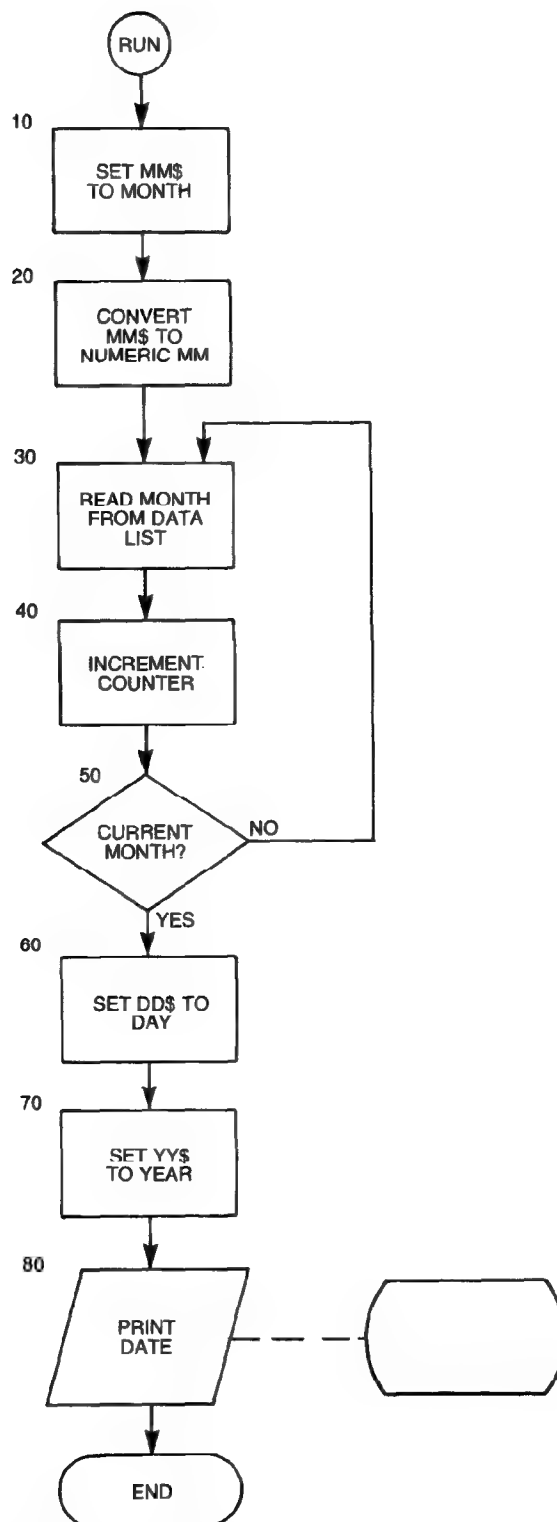 RUN
10
SET MM$
TO MONTH
20
CONVERT
MM$ TO
NUMERIC MM
30
READ MONTH
FROM DATA
LIST
40
INCREMENT
COUNTER
50
CURRENT
MONTH?
NO
YES
60
SET DD$ TO
DAY
70
SET YY$
TO YEAR
80
PRINT
DATE
END